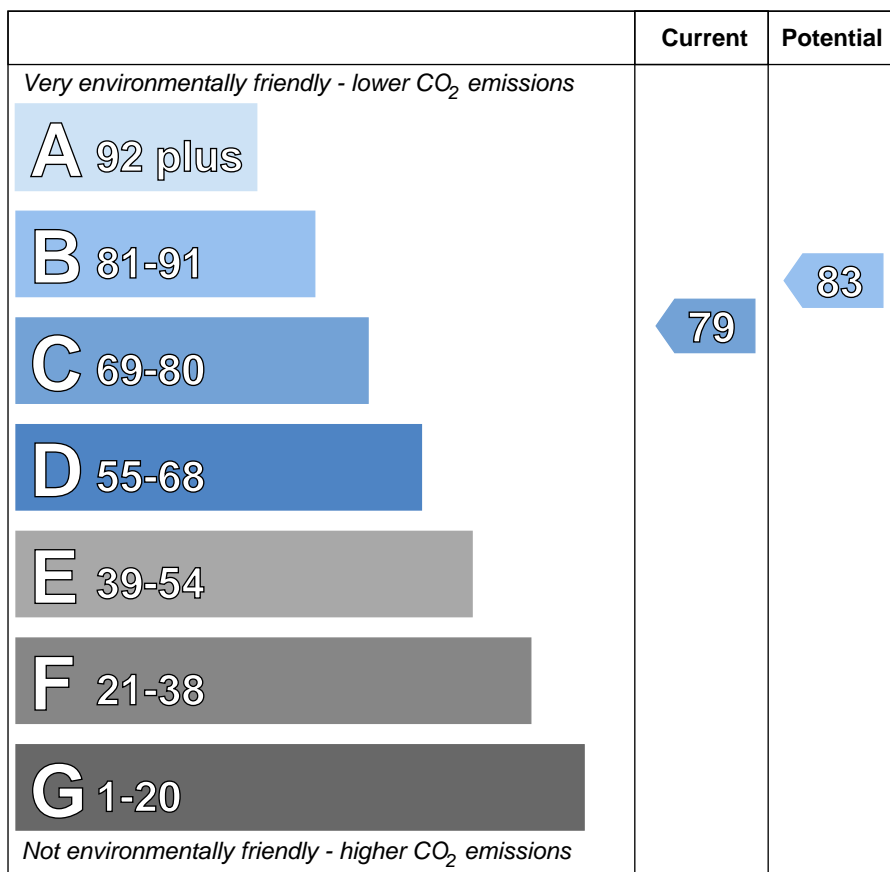 Current Potential
Very environmentally friendly - lower CO2 emissions
A 92 plus
B 81-91
83
79
C 69-80
D 55-68
E 39-54
F 21-38
G 1-20
Not environmentally friendly - higher CO2 emissions